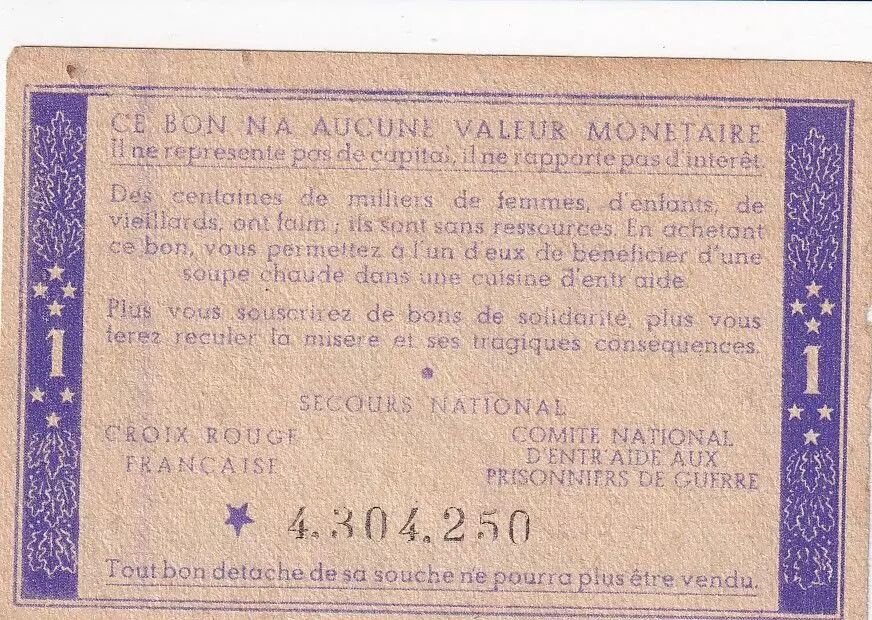 CE BON N'A AUCUNE VALEUR MONETAIRE
Il ne represente pas de capital, il ne rapporte pas d'interêt.
Des centaines de milliers de femmes, d'enfants, de
vieillards, ont faim ; ils sont sans ressources. En achetant
ce bon, vous permettez à l'un d'eux de beneficier d'une
soupe chaude dans une cuisine d'entr'aide.
Plus vous souscrirez de bons de solidarité, plus vous
ferez reculer la misere et ses tragiques consequences.
1
1
SECOURS NATIONAL
CROIX ROUGE
FRANCAISE
COMITE NATIONAL
D'ENTR'AIDE AUX
PRISONNIERS DE GUERRE
4.304.250
Tout bon detache de sa souche ne pourra plus être vendu.